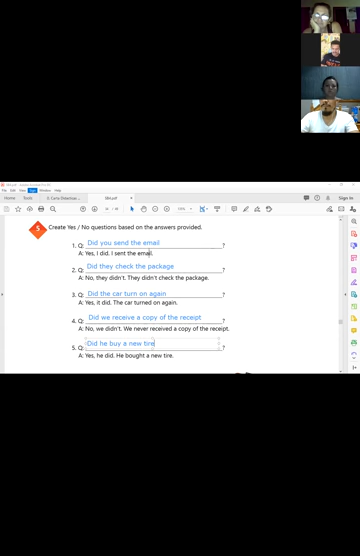 Home Tools Sign In
5 Create Yes / No questions based on the answers provided.
1. Q: Did you send the email ?
A: Yes, I did. I sent the email.
2. Q: Did they check the package ?
A: No, they didn't. They didn't check the package.
3. Q: Did the car turn on again ?
A: Yes, it did. The car turned on again.
4. Q: Did we receive a copy of the receipt ?
A: No, we didn't. We never received a copy of the receipt.
5. Q: Did he buy a new tire ?
A: Yes, he did. He bought a new tire.